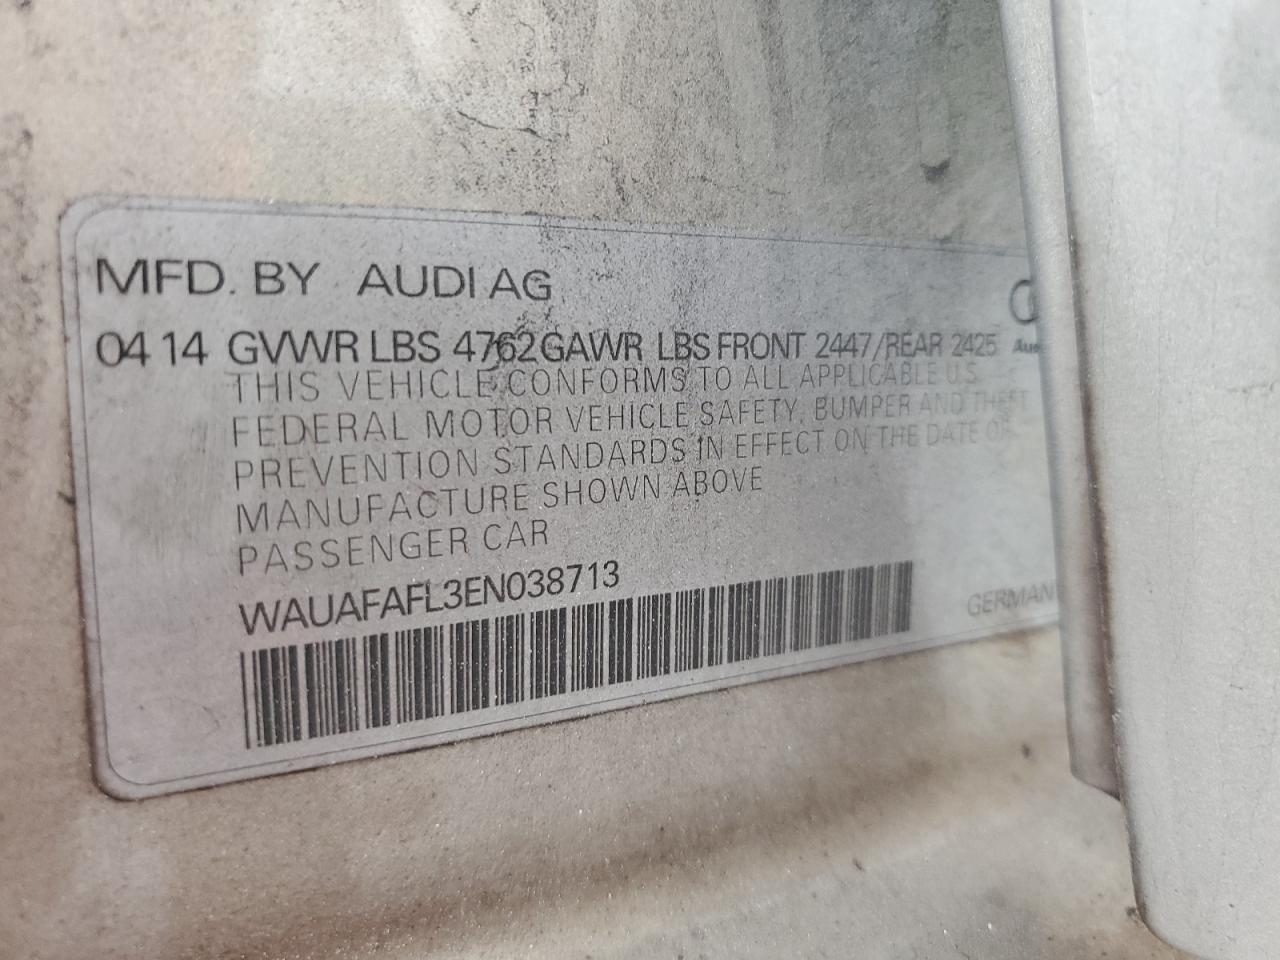 MFD. BY AUDI AG
04 14 GVWR LBS 4762 GAWR LBS FRONT 2447/REAR 2425
THIS VEHICLE CONFORMS TO ALL APPLICABLE U.S.
FEDERAL MOTOR VEHICLE SAFETY, BUMPER AND THEFT
PREVENTION STANDARDS IN EFFECT ON THE DATE OF
MANUFACTURE SHOWN ABOVE
PASSENGER CAR
WAUAFAFL3EN038713
GERMAN